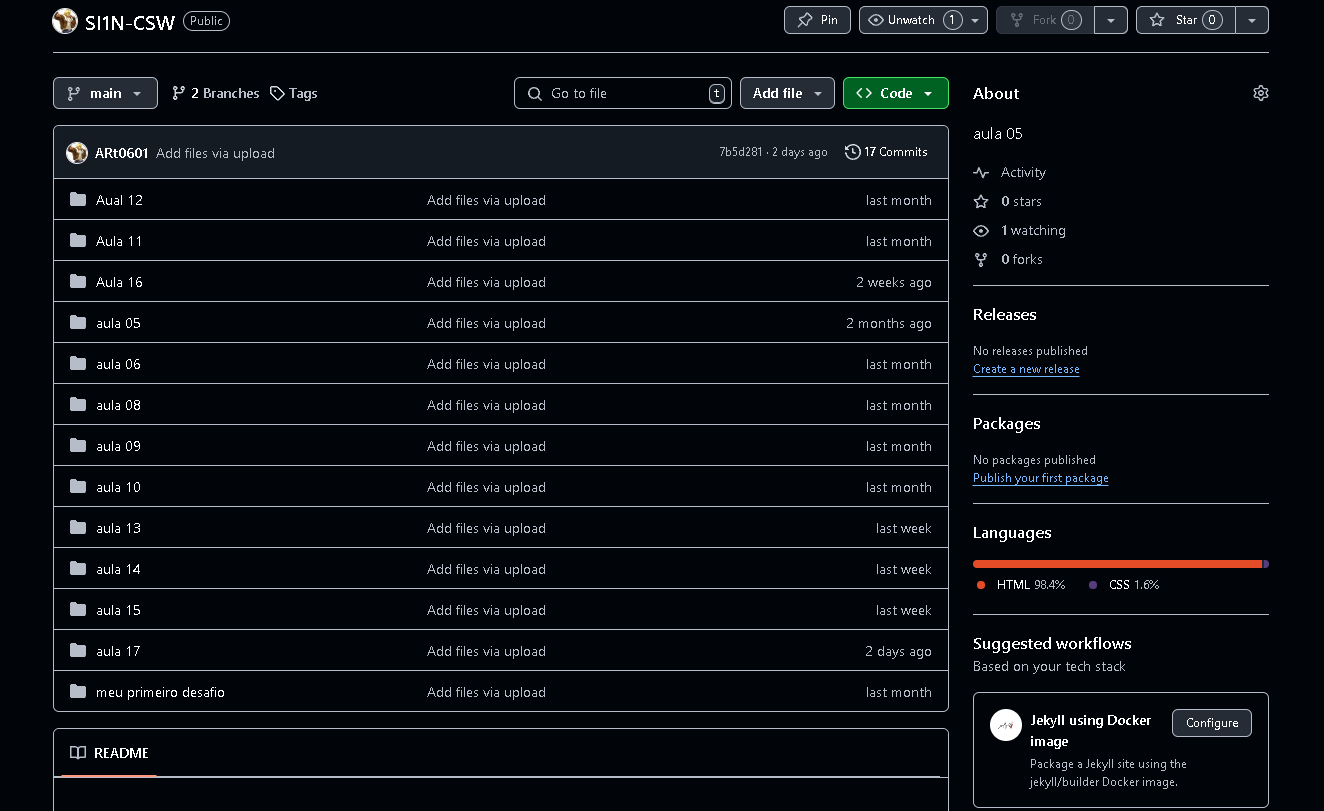 SI1N-CSW Public
Pin
Unwatch 1
Fork 0
Star 0
main
2 Branches
Tags
Go to file
t
Add file
Code
ARt0601 Add files via upload
7b5d281 · 2 days ago
17 Commits
Aual 12 Add files via upload last month
Aula 11 Add files via upload last month
Aula 16 Add files via upload 2 weeks ago
aula 05 Add files via upload 2 months ago
aula 06 Add files via upload last month
aula 08 Add files via upload last month
aula 09 Add files via upload last month
aula 10 Add files via upload last month
aula 13 Add files via upload last week
aula 14 Add files via upload last week
aula 15 Add files via upload last week
aula 17 Add files via upload 2 days ago
meu primeiro desafio Add files via upload last month
README
About
aula 05
Activity
0 stars
1 watching
0 forks
Releases
No releases published
Create a new release
Packages
No packages published
Publish your first package
Languages
HTML 98.4% CSS 1.6%
Suggested workflows
Based on your tech stack
Jekyll using Docker
image
Configure
Package a Jekyll site using the
jekyll/builder Docker image.